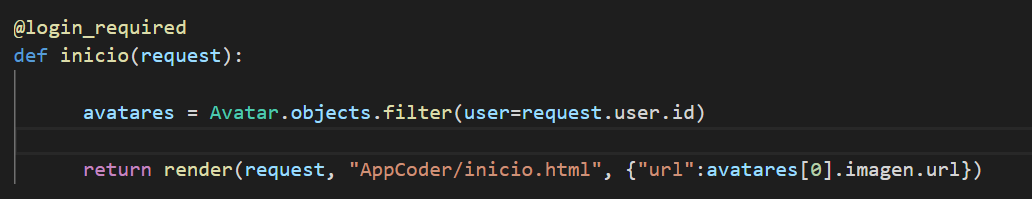 @login_required
def inicio(request):
avatares = Avatar.objects.filter(user=request.user.id)
return render(request, "AppCoder/inicio.html", {"url":avatares[0].imagen.url})